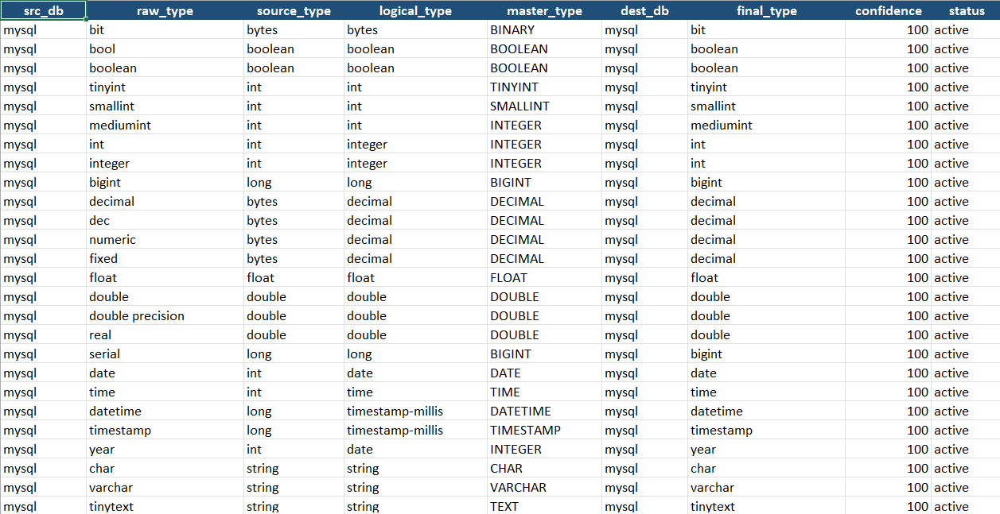 src_db raw_type source_type logical_type master_type dest_db final_type confidence status
mysql bit bytes bytes BINARY mysql bit 100 active
mysql bool boolean boolean BOOLEAN mysql boolean 100 active
mysql boolean boolean boolean BOOLEAN mysql boolean 100 active
mysql tinyint int int TINYINT mysql tinyint 100 active
mysql smallint int int SMALLINT mysql smallint 100 active
mysql mediumint int int INTEGER mysql mediumint 100 active
mysql int int integer INTEGER mysql int 100 active
mysql integer int integer INTEGER mysql int 100 active
mysql bigint long long BIGINT mysql bigint 100 active
mysql decimal bytes decimal DECIMAL mysql decimal 100 active
mysql dec bytes decimal DECIMAL mysql decimal 100 active
mysql numeric bytes decimal DECIMAL mysql decimal 100 active
mysql fixed bytes decimal DECIMAL mysql decimal 100 active
mysql float float float FLOAT mysql float 100 active
mysql double double double DOUBLE mysql double 100 active
mysql double precision double double DOUBLE mysql double 100 active
mysql real double double DOUBLE mysql double 100 active
mysql serial long long BIGINT mysql bigint 100 active
mysql date int date DATE mysql date 100 active
mysql time int time TIME mysql time 100 active
mysql datetime long timestamp-millis DATETIME mysql datetime 100 active
mysql timestamp long timestamp-millis TIMESTAMP mysql timestamp 100 active
mysql year int date INTEGER mysql year 100 active
mysql char string string CHAR mysql char 100 active
mysql varchar string string VARCHAR mysql varchar 100 active
mysql tinytext string string TEXT mysql tinytext 100 active